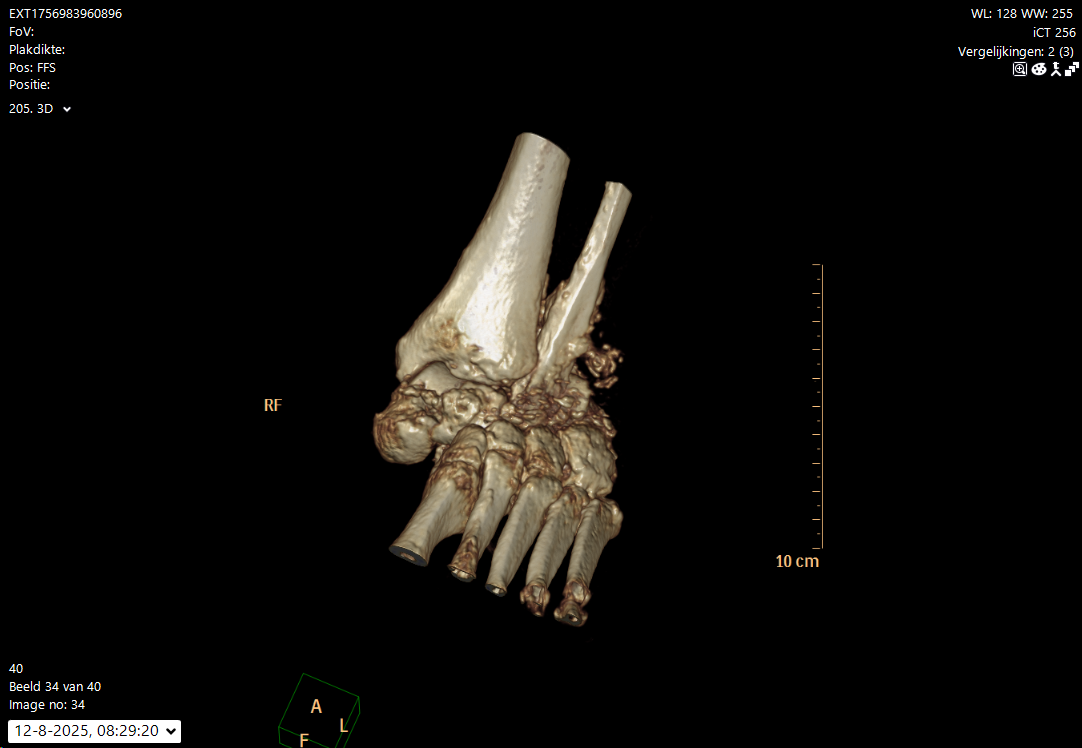 EXT1756983960896
FoV:
Plakdikte:
Pos: FFS
Positie:
205. 3D
WL: 128 WW: 255
iCT 256
Vergelijkingen: 2 (3)
RF
10 cm
40
Beeld 34 van 40
Image no: 34
12-8-2025, 08:29:20
A
L
F